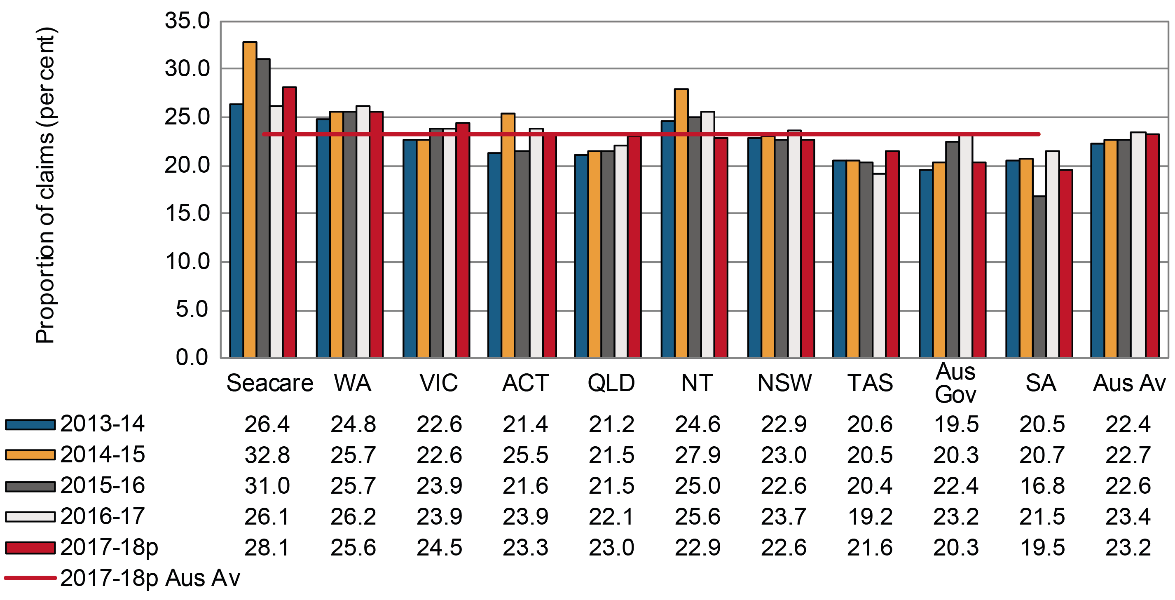 35.0
30.0
25.0
20.0
15.0
10.0
5.0
0.0
Proportion of claims (per cent)
Seacare WA VIC ACT QLD NT NSW TAS Aus Gov SA Aus Av
2013-14 26.4 24.8 22.6 21.4 21.2 24.6 22.9 20.6 19.5 20.5 22.4
2014-15 32.8 25.7 22.6 25.5 21.5 27.9 23.0 20.5 20.3 20.7 22.7
2015-16 31.0 25.7 23.9 21.6 21.5 25.0 22.6 20.4 22.4 16.8 22.6
2016-17 26.1 26.2 23.9 23.9 22.1 25.6 23.7 19.2 23.2 21.5 23.4
2017-18p 28.1 25.6 24.5 23.3 23.0 22.9 22.6 21.6 20.3 19.5 23.2
2017-18p Aus Av